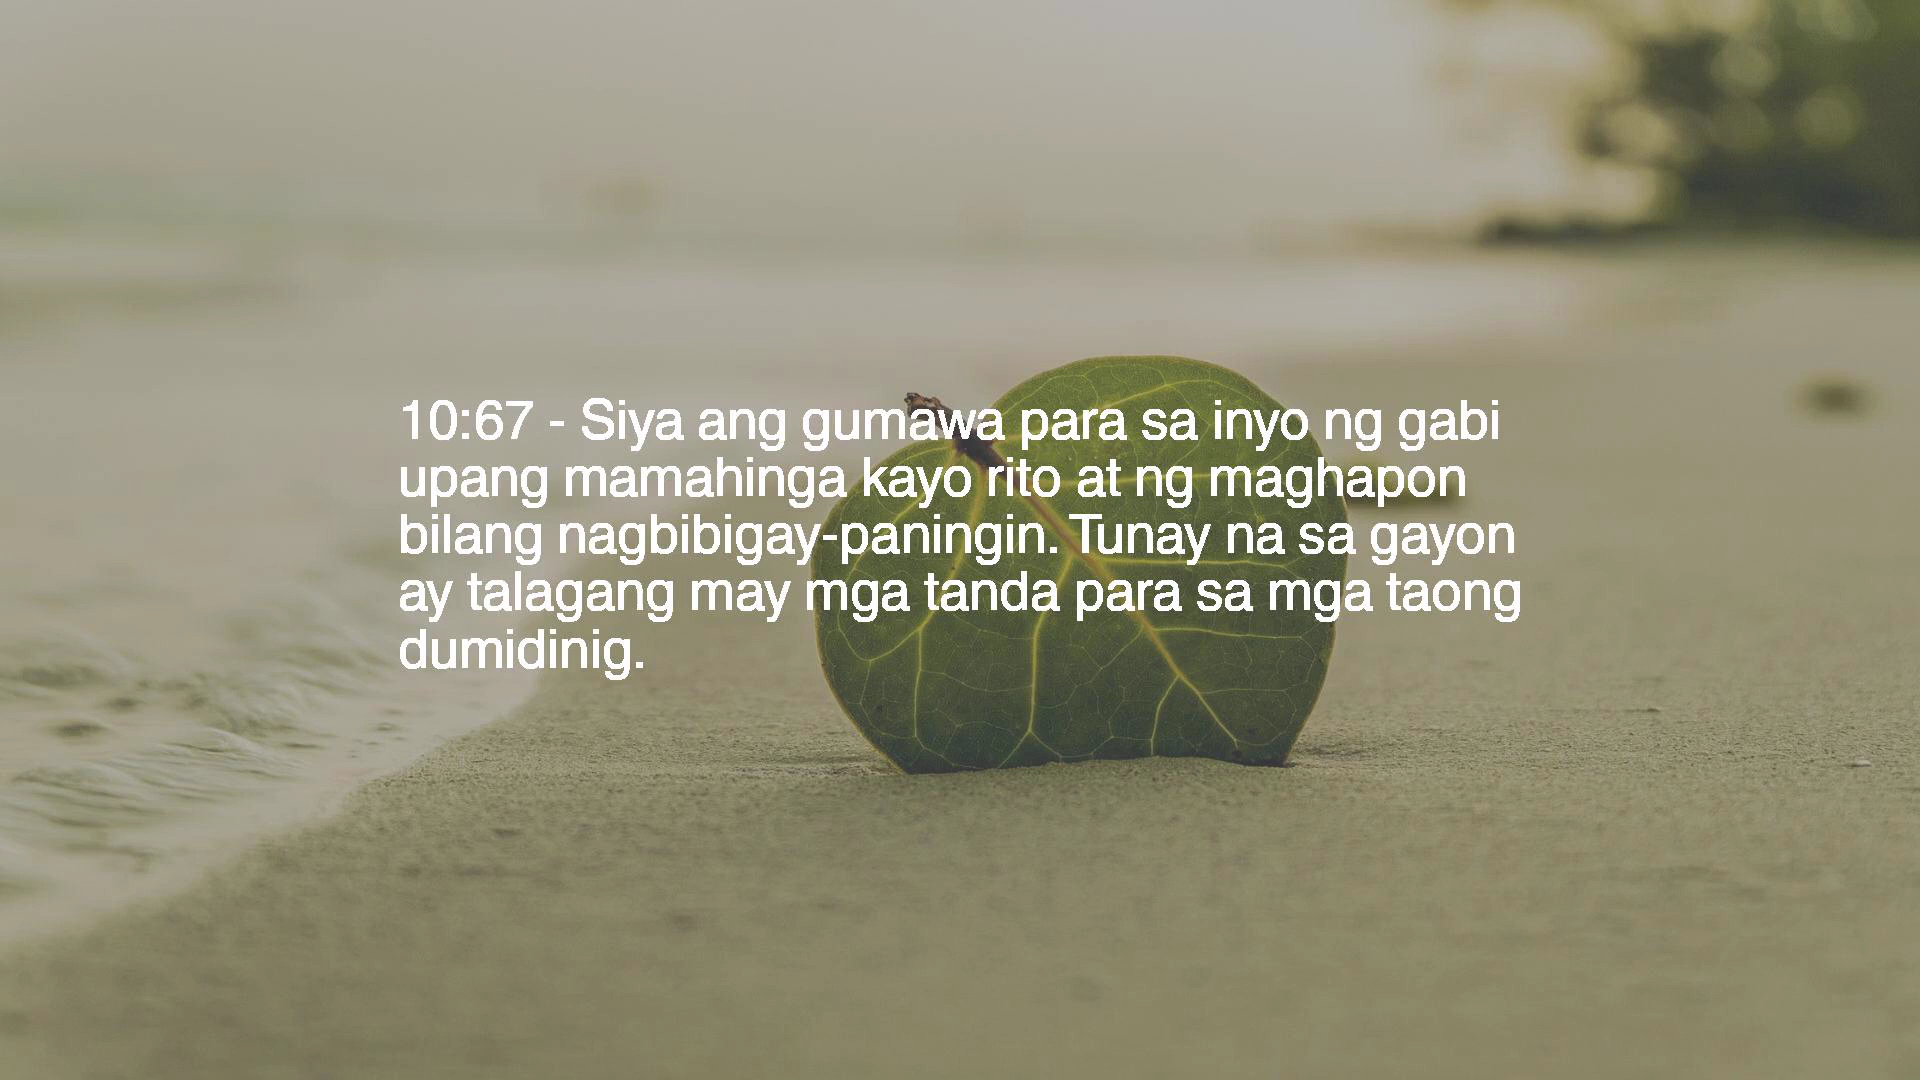 10:67 - Siya ang gumawa para sa inyo ng gabi
upang mamahinga kayo rito at ng maghapon
bilang nagbibigay-paningin. Tunay na sa gayon
ay talagang may mga tanda para sa mga taong
dumidinig.